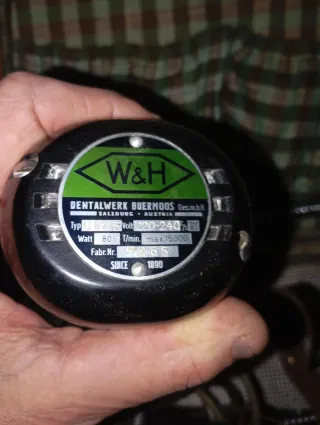 W&H
DENTALWERK BUERMOOS Ges.m.b.H
SALZBURG - AUSTRIA
Typ Volt 220-240
Watt 80 T/min. max.15000
Fabr. Nr.
SINCE 1890